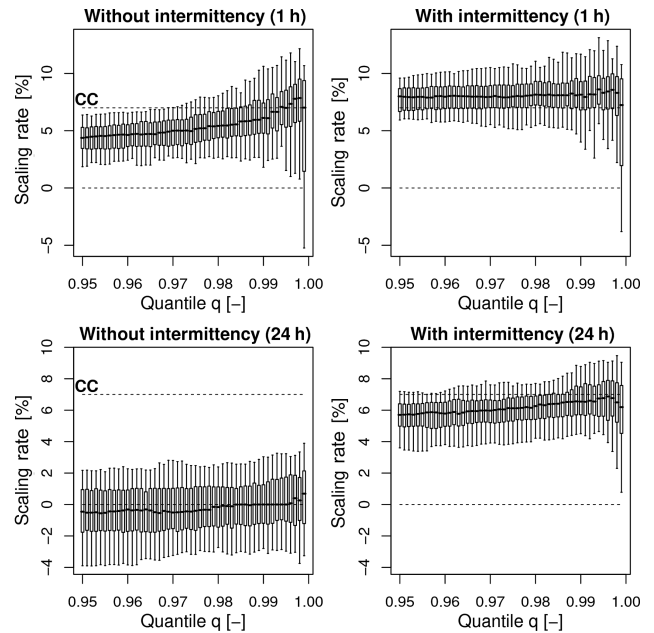 Without intermittency (1 h)
With intermittency (1 h)
Scaling rate [%]
10
5
0
−5
CC
0.95 0.96 0.97 0.98 0.99 1.00
Quantile q [−]
Scaling rate [%]
10
5
0
−5
0.95 0.96 0.97 0.98 0.99 1.00
Quantile q [−]
Without intermittency (24 h)
With intermittency (24 h)
Scaling rate [%]
10
8
6
4
2
0
−2
−4
CC
0.95 0.96 0.97 0.98 0.99 1.00
Quantile q [−]
Scaling rate [%]
10
8
6
4
2
0
−2
−4
0.95 0.96 0.97 0.98 0.99 1.00
Quantile q [−]